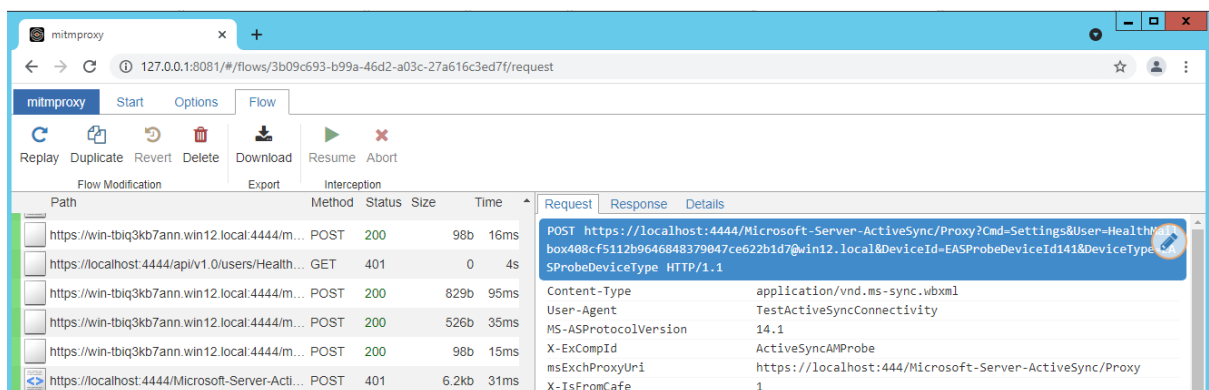 mitmproxy
127.0.0.1:8081/#/flows/3b09c693-b99a-46d2-a03c-27a616c3ed7f/request
mitmproxy Start Options Flow
Replay Duplicate Revert Delete Download Resume Abort
Flow Modification Export Interception
Path Method Status Size Time
https://win-tbiq3kb7ann.win12.local:4444/m... POST 200 98b 16ms
https://localhost:4444/api/v1.0/users/Health... GET 401 0 4s
https://win-tbiq3kb7ann.win12.local:4444/m... POST 200 829b 95ms
https://win-tbiq3kb7ann.win12.local:4444/m... POST 200 526b 35ms
https://win-tbiq3kb7ann.win12.local:4444/m... POST 200 98b 15ms
https://localhost:4444/Microsoft-Server-Acti... POST 401 6.2kb 31ms
Request Response Details
POST https://localhost:4444/Microsoft-Server-ActiveSync/Proxy?Cmd=Settings&User=HealthMail
box408cf5112b9646848379047ce622b1d7@win12.local&DeviceId=EASProbeDeviceId141&DeviceType=EA
SProbeDeviceType HTTP/1.1
Content-Type application/vnd.ms-sync.wbxml
User-Agent TestActiveSyncConnectivity
MS-ASProtocolVersion 14.1
X-ExCompId ActiveSyncAMProbe
msExchProxyUri https://localhost:444/Microsoft-Server-ActiveSync/Proxy
X-IsFromCafe 1